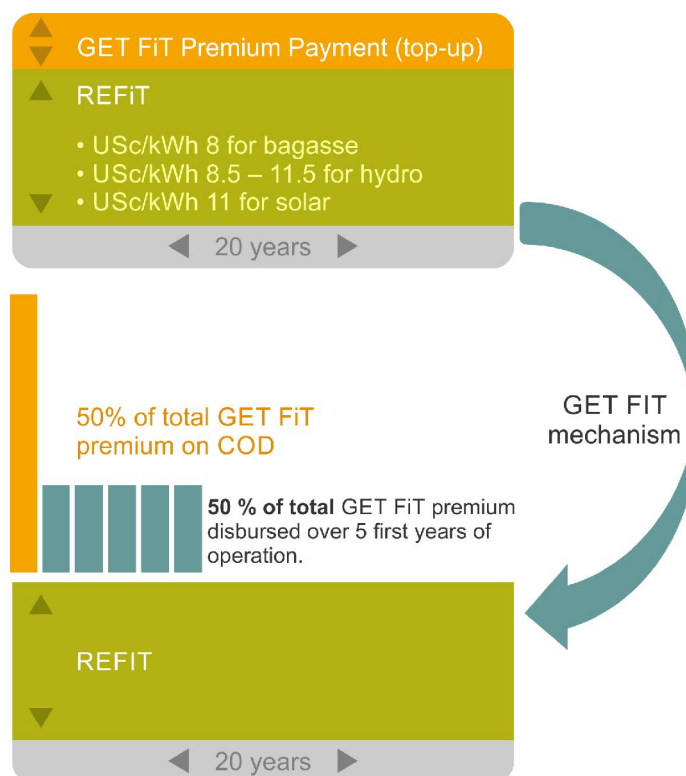 GET FiT Premium Payment (top-up)
REFiT
• USc/kWh 8 for bagasse
• USc/kWh 8.5 – 11.5 for hydro
• USc/kWh 11 for solar
20 years
50% of total GET FiT
premium on COD
GET FIT
mechanism
50 % of total GET FiT premium
disbursed over 5 first years of
operation.
REFIT
20 years